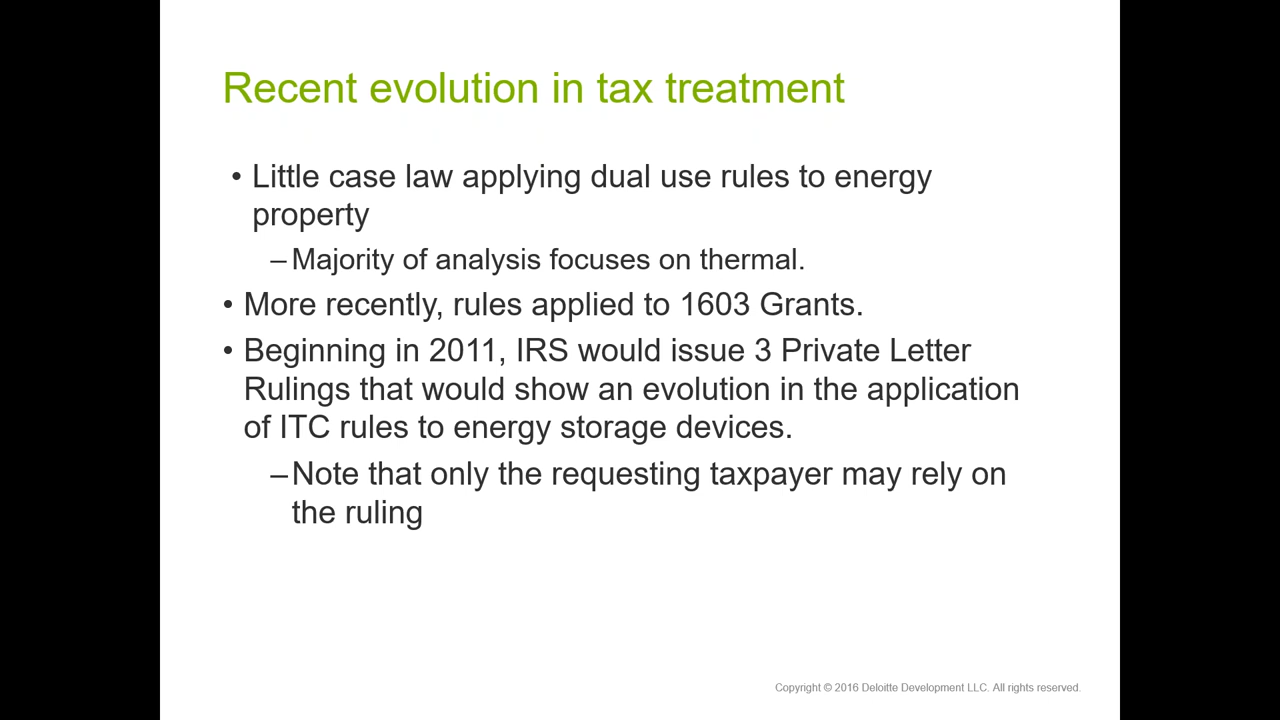 Recent evolution in tax treatment
• Little case law applying dual use rules to energy
property
– Majority of analysis focuses on thermal.
• More recently, rules applied to 1603 Grants.
• Beginning in 2011, IRS would issue 3 Private Letter
Rulings that would show an evolution in the application
of ITC rules to energy storage devices.
– Note that only the requesting taxpayer may rely on
the ruling
Copyright © 2016 Deloitte Development LLC. All rights reserved.